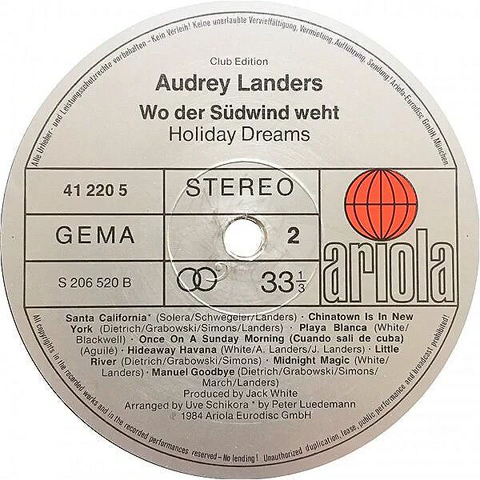 Alle Urheber- und Leistungsschutzrechte vorbehalten - Kein Verleih! Keine unerlaubte Vervielfältigung, Vermietung, Aufführung, Sendung! Ariola-Eurodisc GmbH München.
Club Edition
Audrey Landers
Wo der Südwind weht
Holiday Dreams
41 220 5
STEREO
GEMA
2
S 206 520 B
33 1/3
ariola
Santa California* (Solera/Schwegeler/Landers) · Chinatown Is In New
York (Dietrich/Grabowski/Simons/Landers) · Playa Blanca (White/
Blackwell) · Once On A Sunday Morning (Cuando sali de cuba)
(Aguilé) · Hideaway Havana (White/A. Landers/J. Landers) · Little
River (Dietrich/Grabowski/Simons) · Midnight Magic (White/
Landers) · Manuel Goodbye (Dietrich/Grabowski/Simons/
March/Landers)
Produced by Jack White
Arranged by Uve Schikora * by Peter Luedemann
℗ 1984 Ariola Eurodisc GmbH
All copyrights in the recorded works and in the recorded performances reserved - No lending! Unauthorized duplication, lease, public performance and broadcast prohibited!